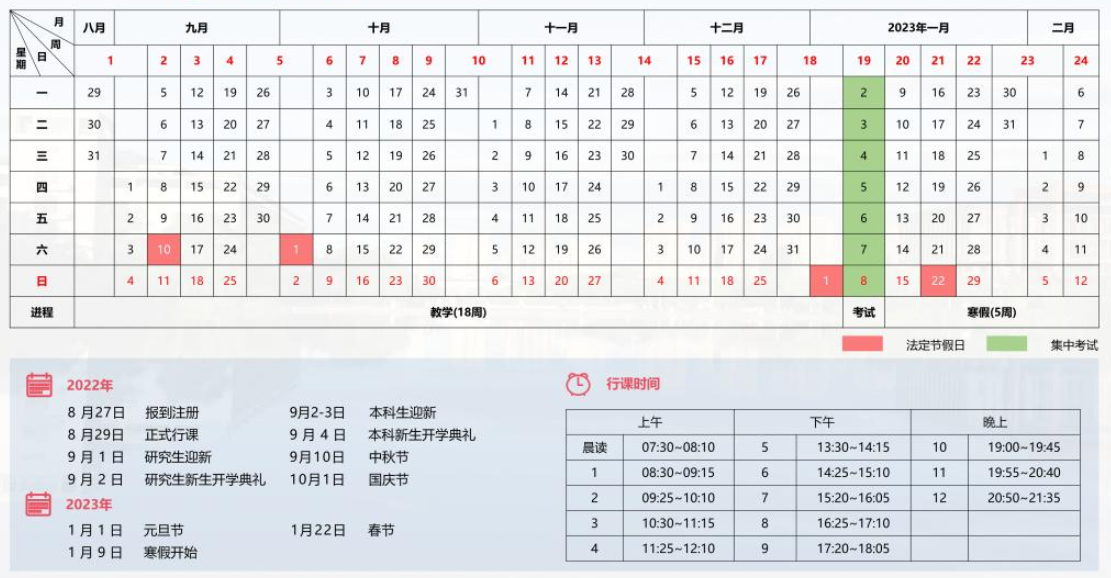 月 八月 九月 十月 十一月 十二月 2023年一月 二月
周
星期 日 1 2 3 4 5 6 7 8 9 10 11 12 13 14 15 16 17 18 19 20 21 22 23 24
一 29 5 12 19 26 3 10 17 24 31 7 14 21 28 5 12 19 26 2 9 16 23 30 6
二 30 6 13 20 27 4 11 18 25 1 8 15 22 29 6 13 20 27 3 10 17 24 31 7
三 31 7 14 21 28 5 12 19 26 2 9 16 23 30 7 14 21 28 4 11 18 25 1 8
四 1 8 15 22 29 6 13 20 27 3 10 17 24 1 8 15 22 29 5 12 19 26 2 9
五 2 9 16 23 30 7 14 21 28 4 11 18 25 2 9 16 23 30 6 13 20 27 3 10
六 3 10 17 24 1 8 15 22 29 5 12 19 26 3 10 17 24 31 7 14 21 28 4 11
日 4 11 18 25 2 9 16 23 30 6 13 20 27 4 11 18 25 1 8 15 22 29 5 12
进程 教学(18周) 考试 寒假(5周)
法定节假日 集中考试
2022年
8月27日 报到注册 9月2-3日 本科生迎新
8月29日 正式行课 9月4日 本科新生开学典礼
9月1日 研究生迎新 9月10日 中秋节
9月2日 研究生新生开学典礼 10月1日 国庆节
2023年
1月1日 元旦节 1月22日 春节
1月9日 寒假开始
行课时间
上午 下午 晚上
晨读 07:30~08:10 5 13:30~14:15 10 19:00~19:45
1 08:30~09:15 6 14:25~15:10 11 19:55~20:40
2 09:25~10:10 7 15:20~16:05 12 20:50~21:35
3 10:30~11:15 8 16:25~17:10
4 11:25~12:10 9 17:20~18:05